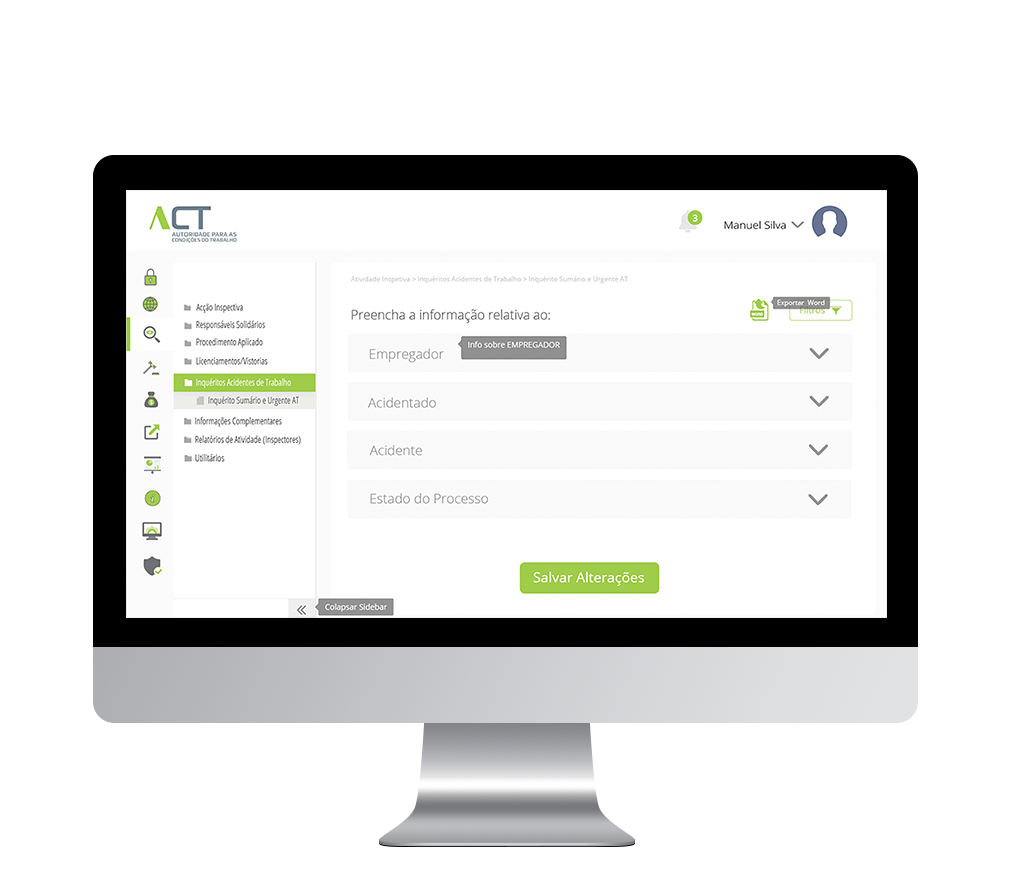 ACT
AUTORIDADE PARA AS
CONDIÇÕES DO TRABALHO
3
Manuel Silva
Acção Inspectiva
Responsáveis Solidários
Procedimento Aplicado
Licenciamentos/Vistorias
Inquéritos Acidentes de Trabalho
Inquérito Sumário e Urgente AT
Informações Complementares
Relatórios de Atividade (Inspectores)
Utilitários
Colapsar Sidebar
Atividade Inspetiva > Inquéritos Acidentes de Trabalho > Inquérito Sumário e Urgente AT
Preencha a informação relativa ao:
WORD
Exportar Word
Filtros
Empregador
Info sobre EMPREGADOR
Acidentado
Acidente
Estado do Processo
Salvar Alterações